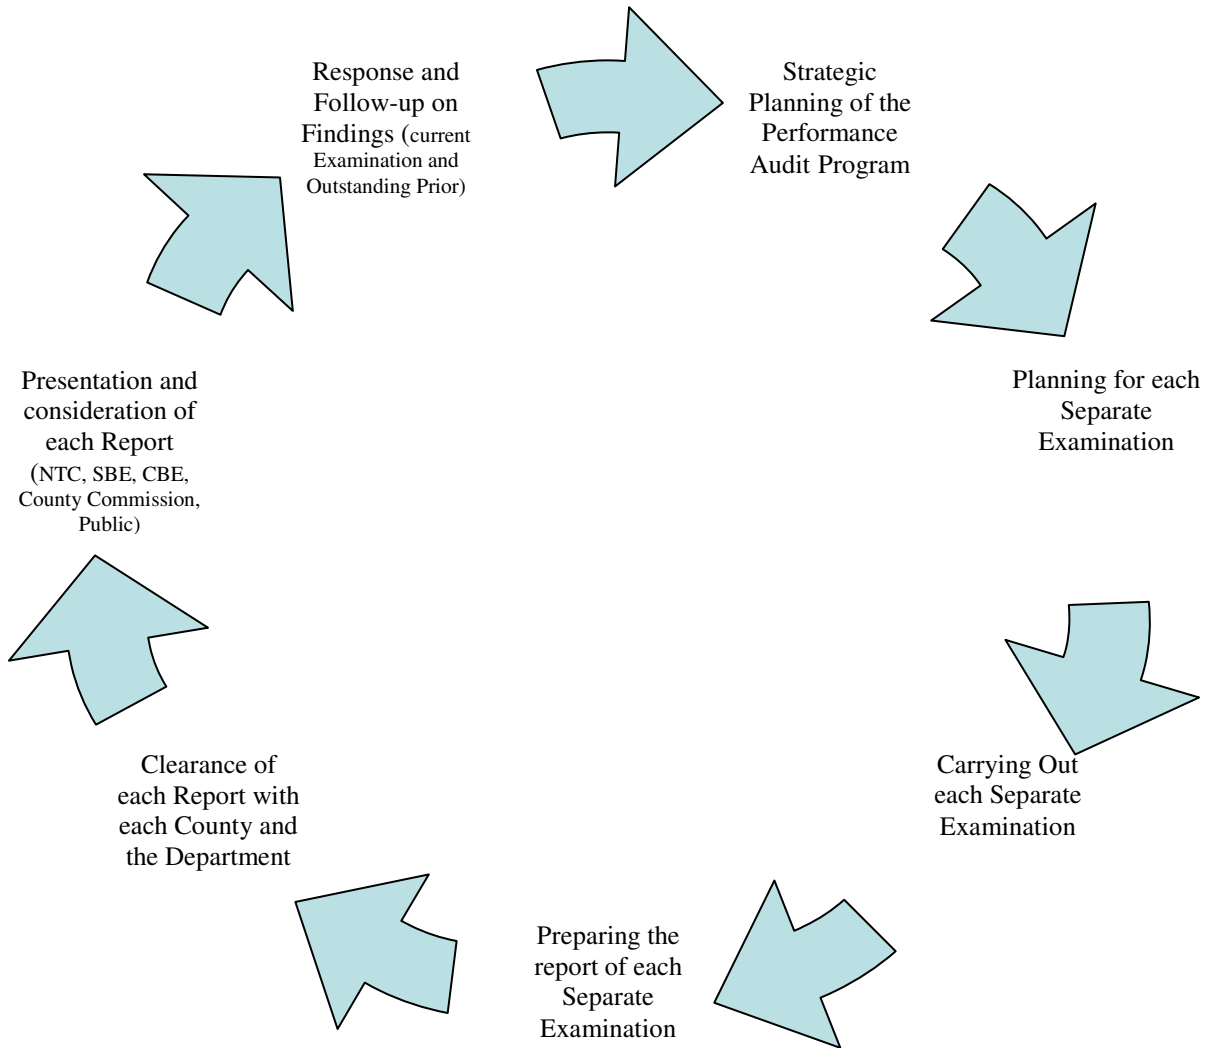 Response and
Follow-up on
Findings (current
Examination and
Outstanding Prior)
Strategic
Planning of the
Performance
Audit Program
Planning for each
Separate
Examination
Carrying Out
each Separate
Examination
Preparing the
report of each
Separate
Examination
Clearance of
each Report with
each County and
the Department
Presentation and
consideration of
each Report
(NTC, SBE, CBE,
County Commission,
Public)